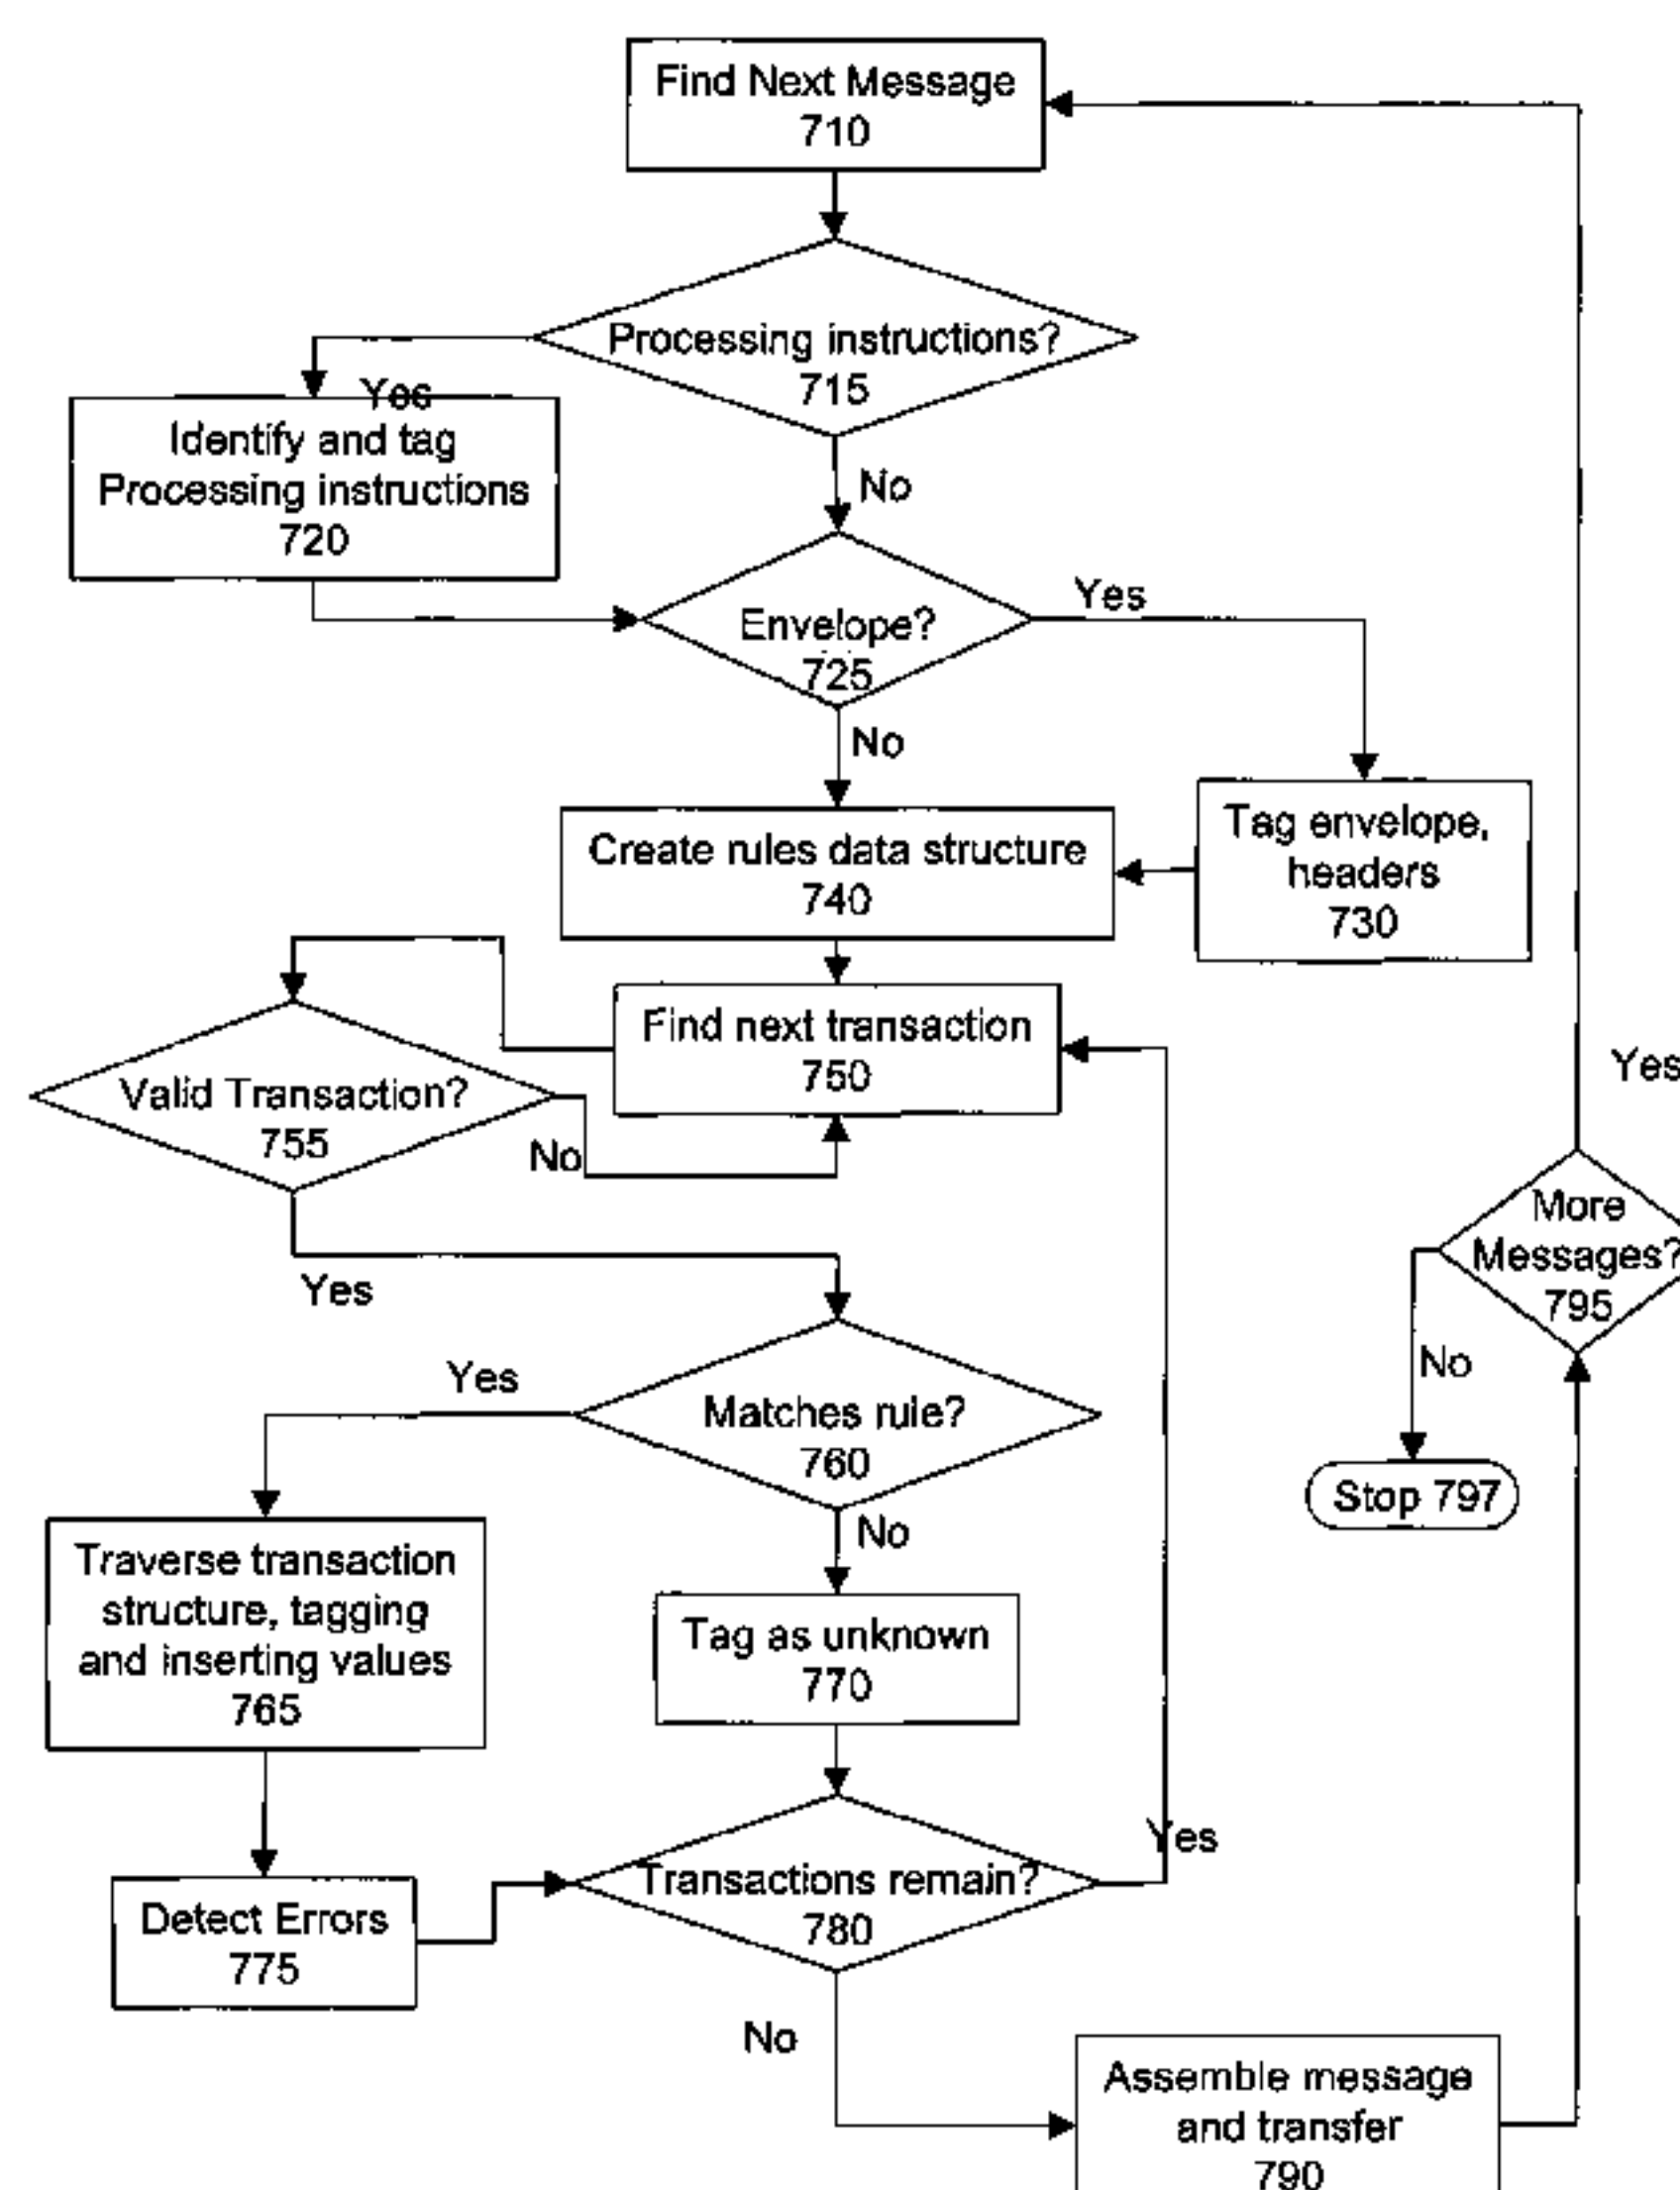 Find Next Message
710
Processing instructions?
715
Yes
Identify and tag
Processing instructions
720
No
Envelope?
725
Yes
No
Create rules data structure
740
Tag envelope,
headers
730
Find next transaction
750
Valid Transaction?
755
No
Yes
Yes
More
Messages?
795
No
Stop 797
Yes
Matches rule?
760
No
Traverse transaction
structure, tagging
and inserting values
765
Tag as unknown
770
Yes
Transactions remain?
780
Detect Errors
775
No
Assemble message
and transfer
790